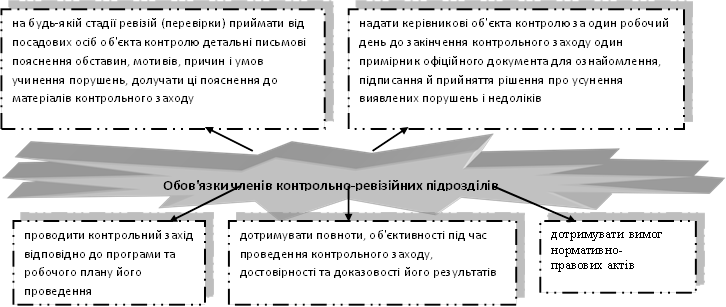 на будь-якій стадії ревізій (перевірки) приймати від
посадових осіб об'єкта контролю детальні письмові
пояснення обставин, мотивів, причин і умов
учинення порушень, долучати ці пояснення до
матеріалів контрольного заходу
надати керівникові об'єкта контролю за один робочий
день до закінчення контрольного заходу один
примірник офіційного документа для ознайомлення,
підписання й прийняття рішення про усунення
виявлених порушень і недоліків
Обов'язки членів контрольно-ревізійних підрозділів
проводити контрольний захід
відповідно до програми та
робочого плану його
проведення
дотримувати повноти, об'єктивності під час
проведення контрольного заходу,
достовірності та доказовості його результатів
дотримувати вимог
нормативно-
правових актів